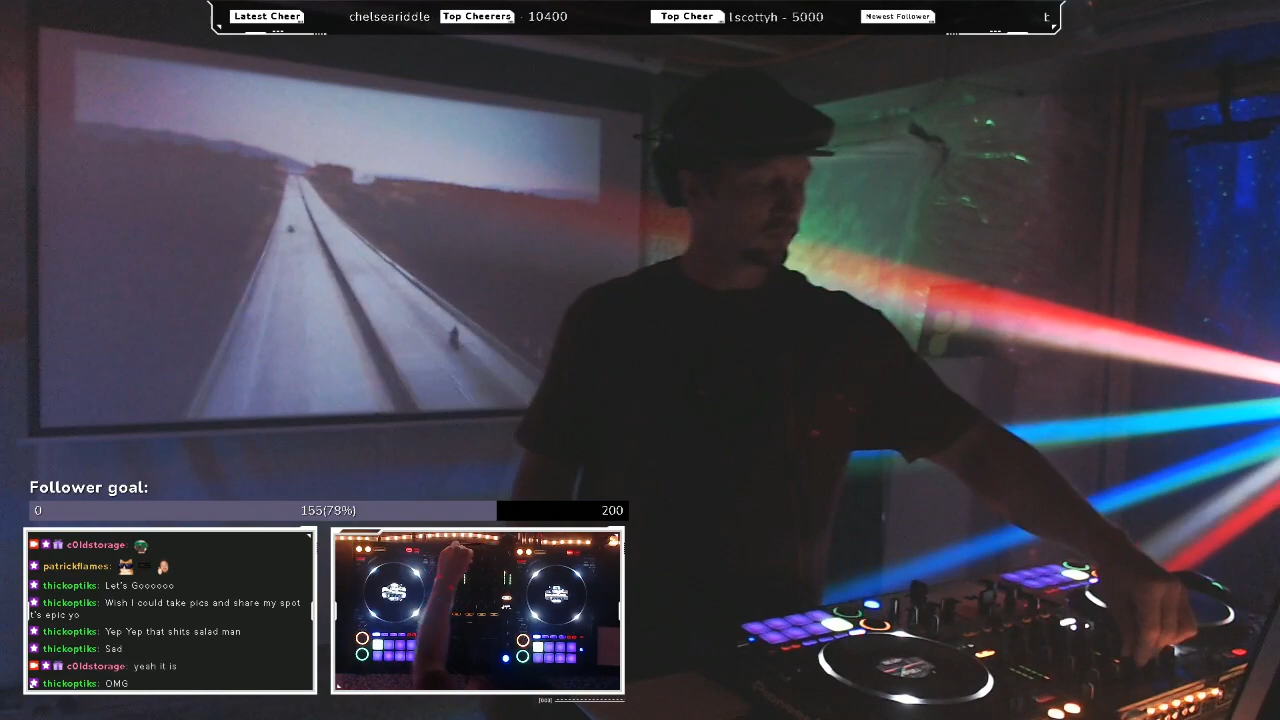 Latest Cheer chelseariddle Top Cheerers - 10400 Top Cheer lscottyh - 5000 Newest Follower t
Follower goal:
0 155(79%) 200
c0ldstorage:
patrickflames:
thickoptiks: Let's Goooooo
thickoptiks: Wish I could take pics and share my spot
t's epic yo
thickoptiks: Yep Yep that shits salad man
thickoptiks: Sad
c0ldstorage: yeah it is
thickoptiks: OMG